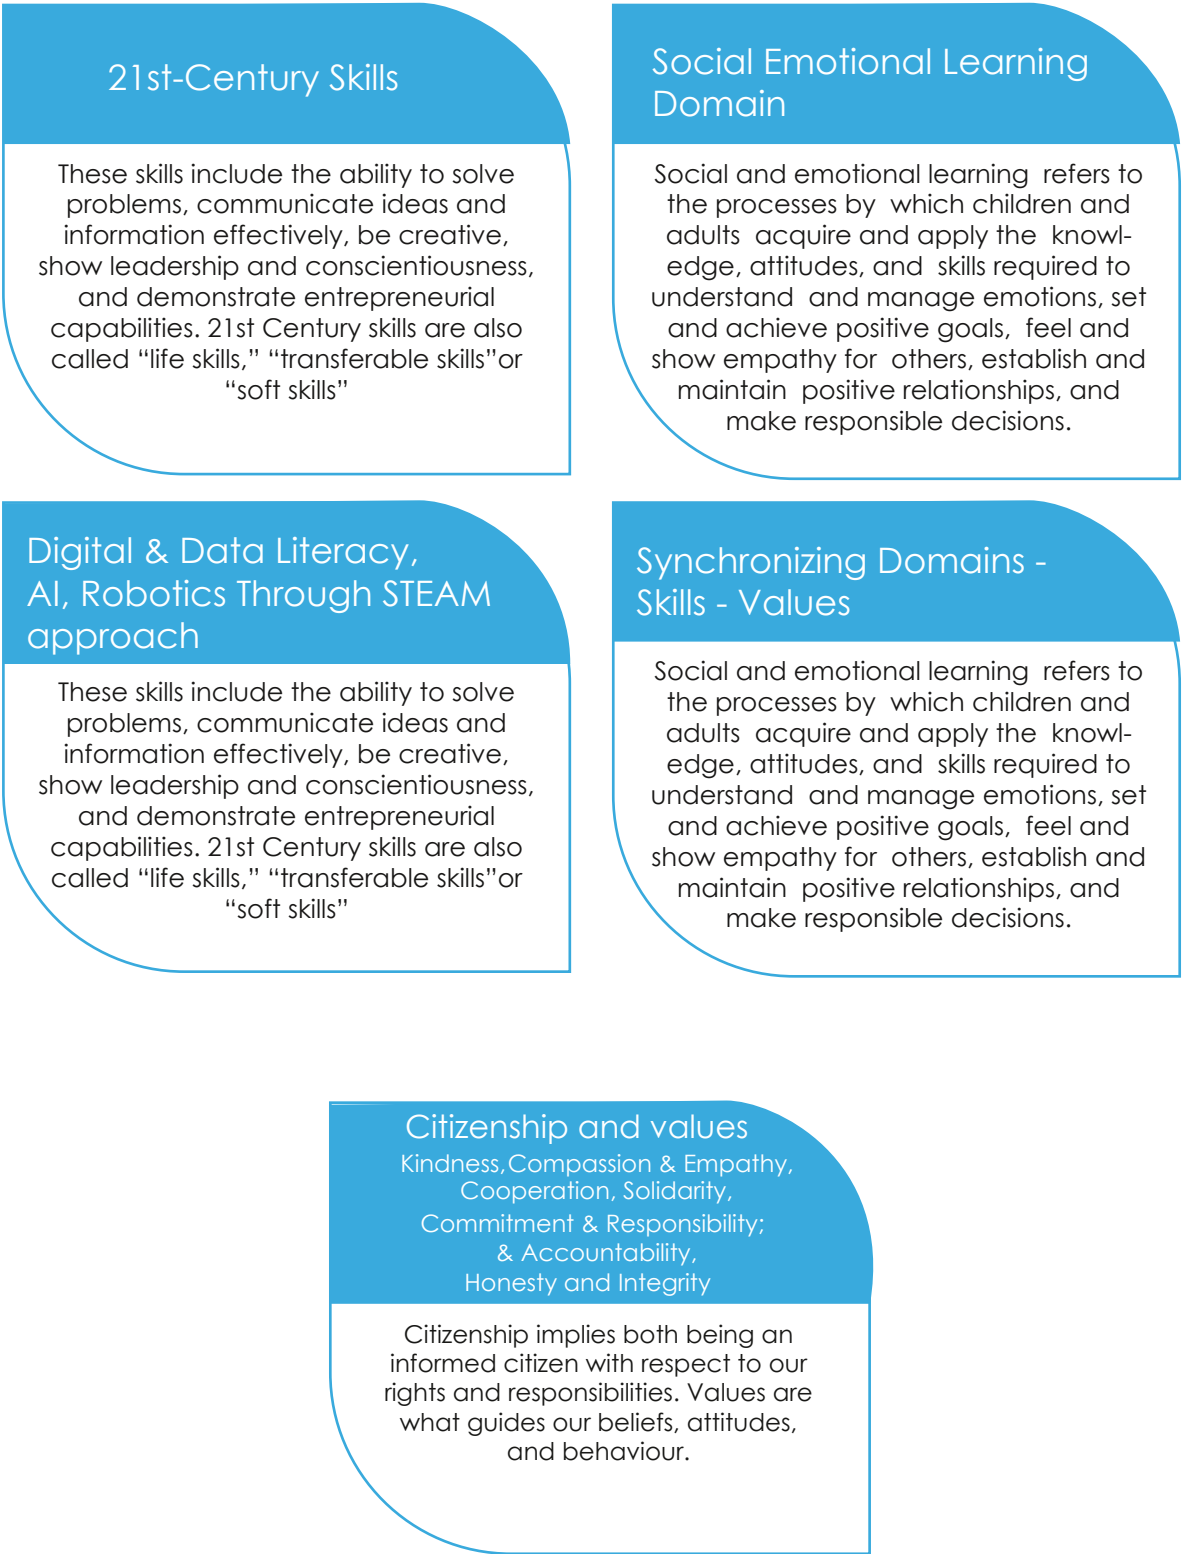 21st-Century Skills
These skills include the ability to solve
problems, communicate ideas and
information effectively, be creative,
show leadership and conscientiousness,
and demonstrate entrepreneurial
capabilities. 21st Century skills are also
called “life skills,” “transferable skills”or
“soft skills”
Social Emotional Learning
Domain
Social and emotional learning refers to
the processes by which children and
adults acquire and apply the knowl-
edge, attitudes, and skills required to
understand and manage emotions, set
and achieve positive goals, feel and
show empathy for others, establish and
maintain positive relationships, and
make responsible decisions.
Digital & Data Literacy,
AI, Robotics Through STEAM
approach
These skills include the ability to solve
problems, communicate ideas and
information effectively, be creative,
show leadership and conscientiousness,
and demonstrate entrepreneurial
capabilities. 21st Century skills are also
called “life skills,” “transferable skills”or
“soft skills”
Synchronizing Domains -
Skills - Values
Social and emotional learning refers to
the processes by which children and
adults acquire and apply the knowl-
edge, attitudes, and skills required to
understand and manage emotions, set
and achieve positive goals, feel and
show empathy for others, establish and
maintain positive relationships, and
make responsible decisions.
Citizenship and values
Kindness, Compassion & Empathy,
Cooperation, Solidarity,
Commitment & Responsibility;
& Accountability,
Honesty and Integrity
Citizenship implies both being an
informed citizen with respect to our
rights and responsibilities. Values are
what guides our beliefs, attitudes,
and behaviour.